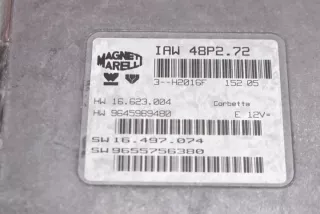 MAGNETI MARELLI
IAW 48P2.72
3--H2016F 152.05
HW 16.623.004 Corbetta
HW 9645989480 E 12V=
SW 16.497.074
SW 9655756380